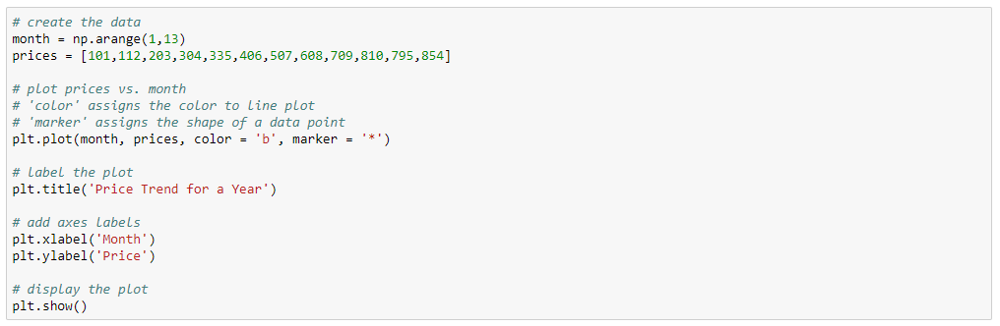 # create the data
month = np.arange(1,13)
prices = [101,112,203,304,335,406,507,608,709,810,795,854]
# plot prices vs. month
# 'color' assigns the color to line plot
# 'marker' assigns the shape of a data point
plt.plot(month, prices, color = 'b', marker = '*')
# label the plot
plt.title('Price Trend for a Year')
# add axes labels
plt.xlabel('Month')
plt.ylabel('Price')
# display the plot
plt.show()